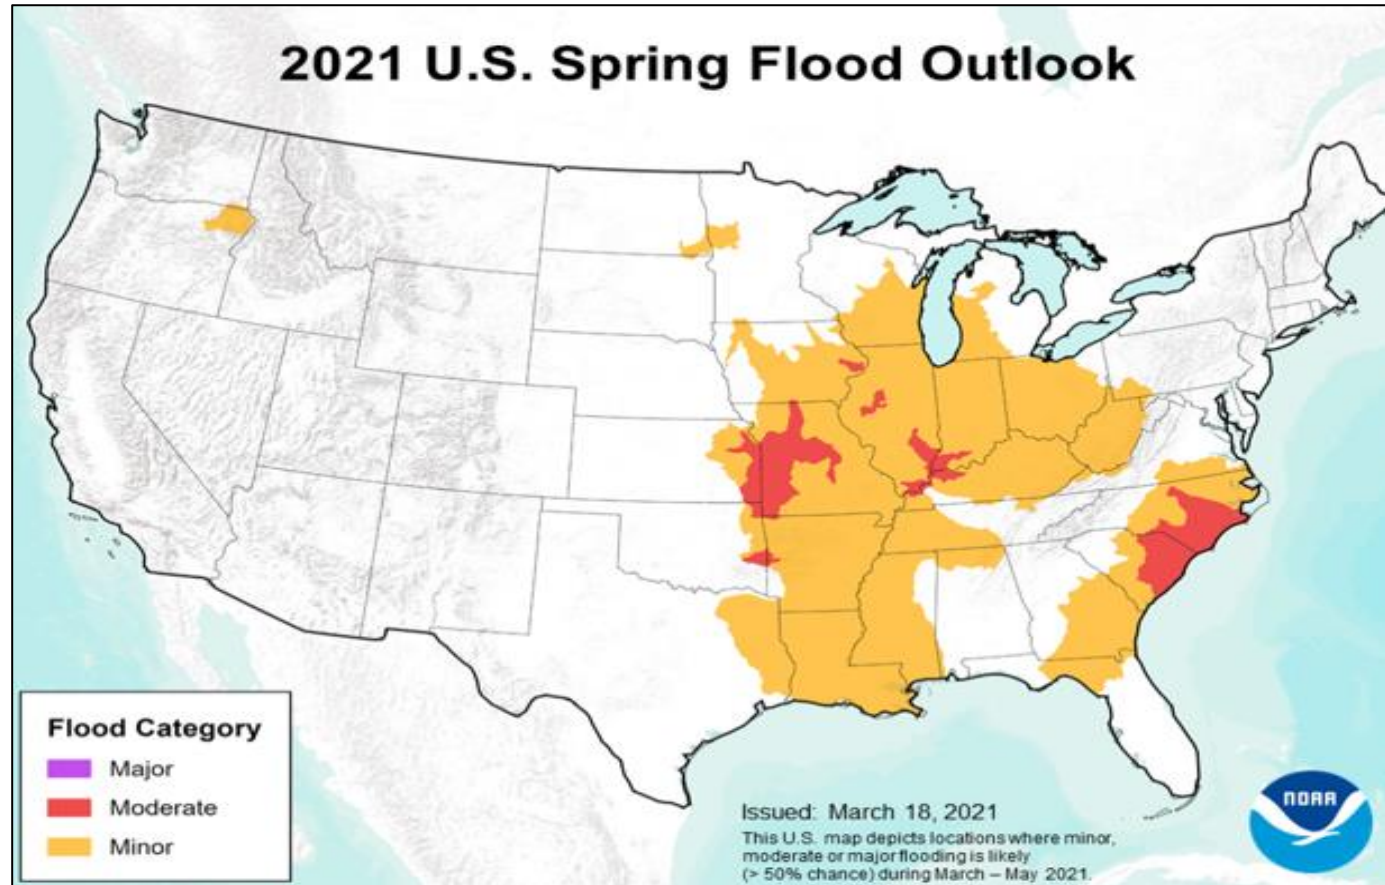 2021 U.S. Spring Flood Outlook
Flood Category
Major
Moderate
Minor
Issued: March 18, 2021
This U.S. map depicts locations where minor,
moderate or major flooding is likely
(> 50% chance) during March – May 2021.
NOAA